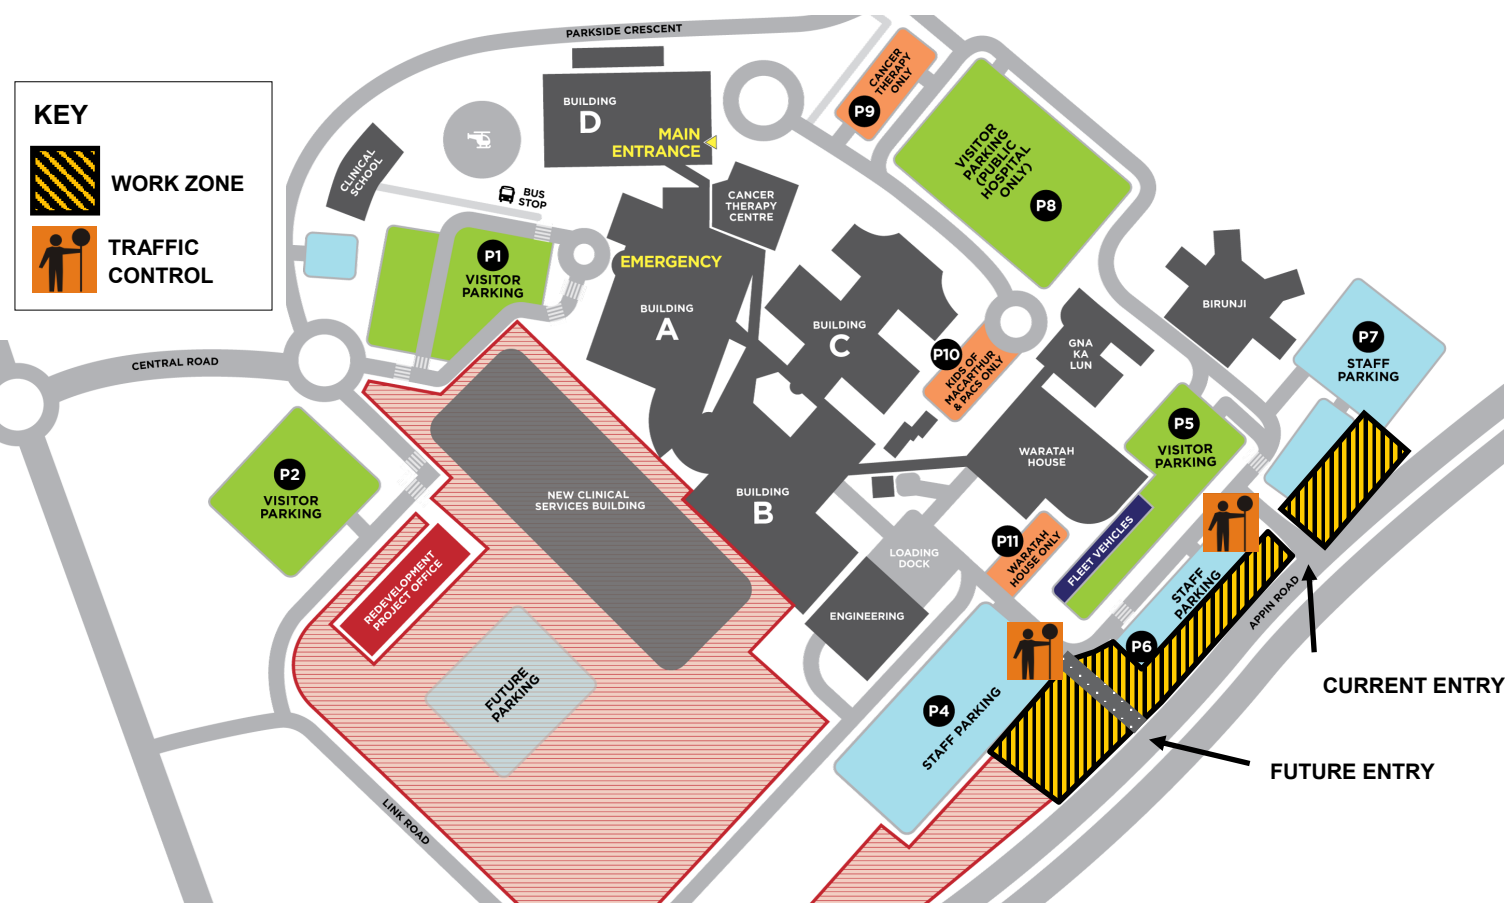 PARKSIDE CRESCENT
KEY
WORK ZONE
TRAFFIC
CONTROL
BUILDING
D
MAIN
ENTRANCE
CANCER
THERAPY
ONLY
P9
VISITOR
PARKING
(PUBLIC
HOSPITAL
ONLY)
P8
CLINICAL
SCHOOL
BUS
STOP
CANCER
THERAPY
CENTRE
P1
VISITOR
PARKING
EMERGENCY
BUILDING
A
BUILDING
C
BIRUNJI
P10
KIDS OF
MACARTHUR
& PACS ONLY
GNA
KA
LUN
P7
STAFF
PARKING
CENTRAL ROAD
P5
VISITOR
PARKING
WARATAH
HOUSE
P2
VISITOR
PARKING
NEW CLINICAL
SERVICES BUILDING
BUILDING
B
P11
WARATAH
HOUSE ONLY
FLEET VEHICLES
LOADING
DOCK
REDEVELOPMENT
PROJECT OFFICE
ENGINEERING
STAFF
PARKING
P6
APPIN ROAD
FUTURE
PARKING
P4
STAFF PARKING
CURRENT ENTRY
FUTURE ENTRY
LINK ROAD